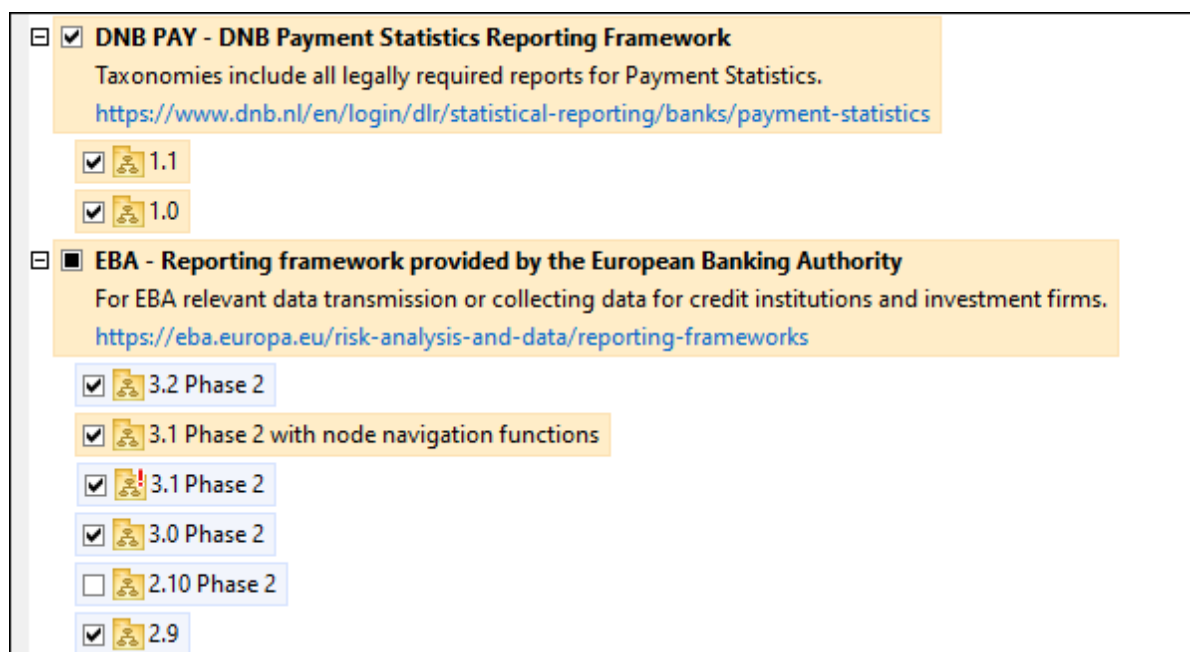 DNB PAY - DNB Payment Statistics Reporting Framework
Taxonomies include all legally required reports for Payment Statistics.
https://www.dnb.nl/en/login/dlr/statistical-reporting/banks/payment-statistics
1.1
1.0
EBA - Reporting framework provided by the European Banking Authority
For EBA relevant data transmission or collecting data for credit institutions and investment firms.
https://eba.europa.eu/risk-analysis-and-data/reporting-frameworks
3.2 Phase 2
3.1 Phase 2 with node navigation functions
3.1 Phase 2
3.0 Phase 2
2.10 Phase 2
2.9